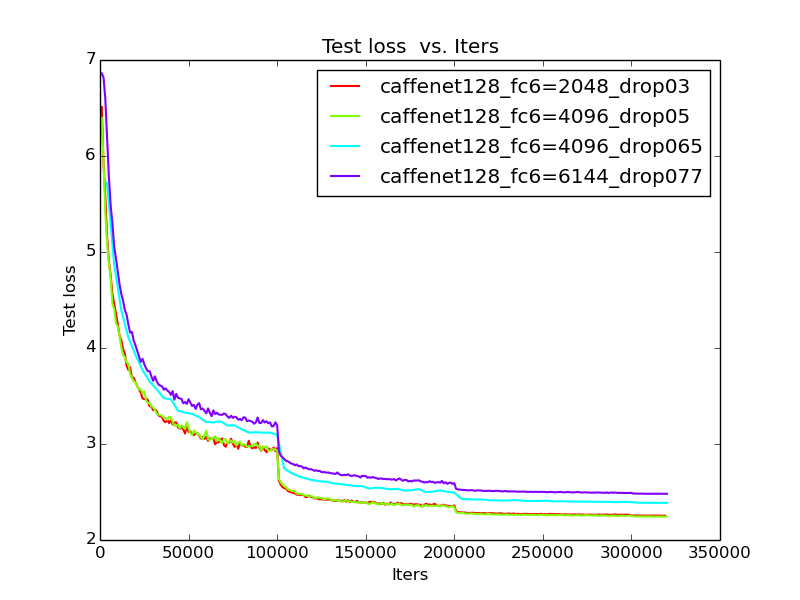 Test loss  vs. Iters
7
6
5
4
3
2
Test loss
caffenet128_fc6=2048_drop03
caffenet128_fc6=4096_drop05
caffenet128_fc6=4096_drop065
caffenet128_fc6=6144_drop077
0 50000 100000 150000 200000 250000 300000 350000
Iters